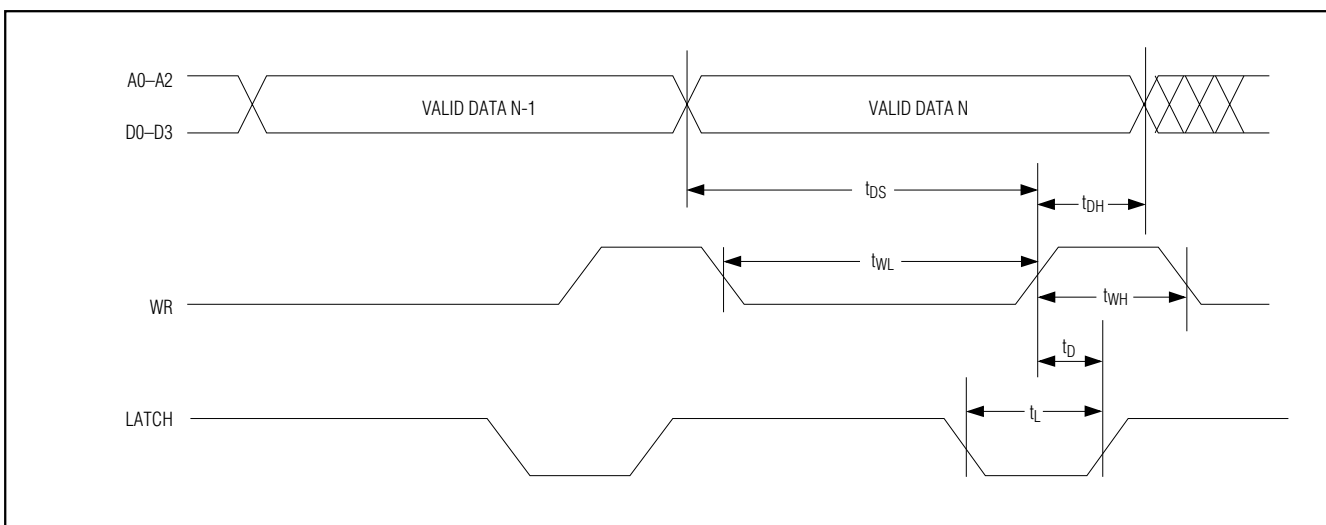 A0–A2
D0–D3
VALID DATA N-1
VALID DATA N
tDS
tDH
tWL
WR
tWH
tD
LATCH
tL